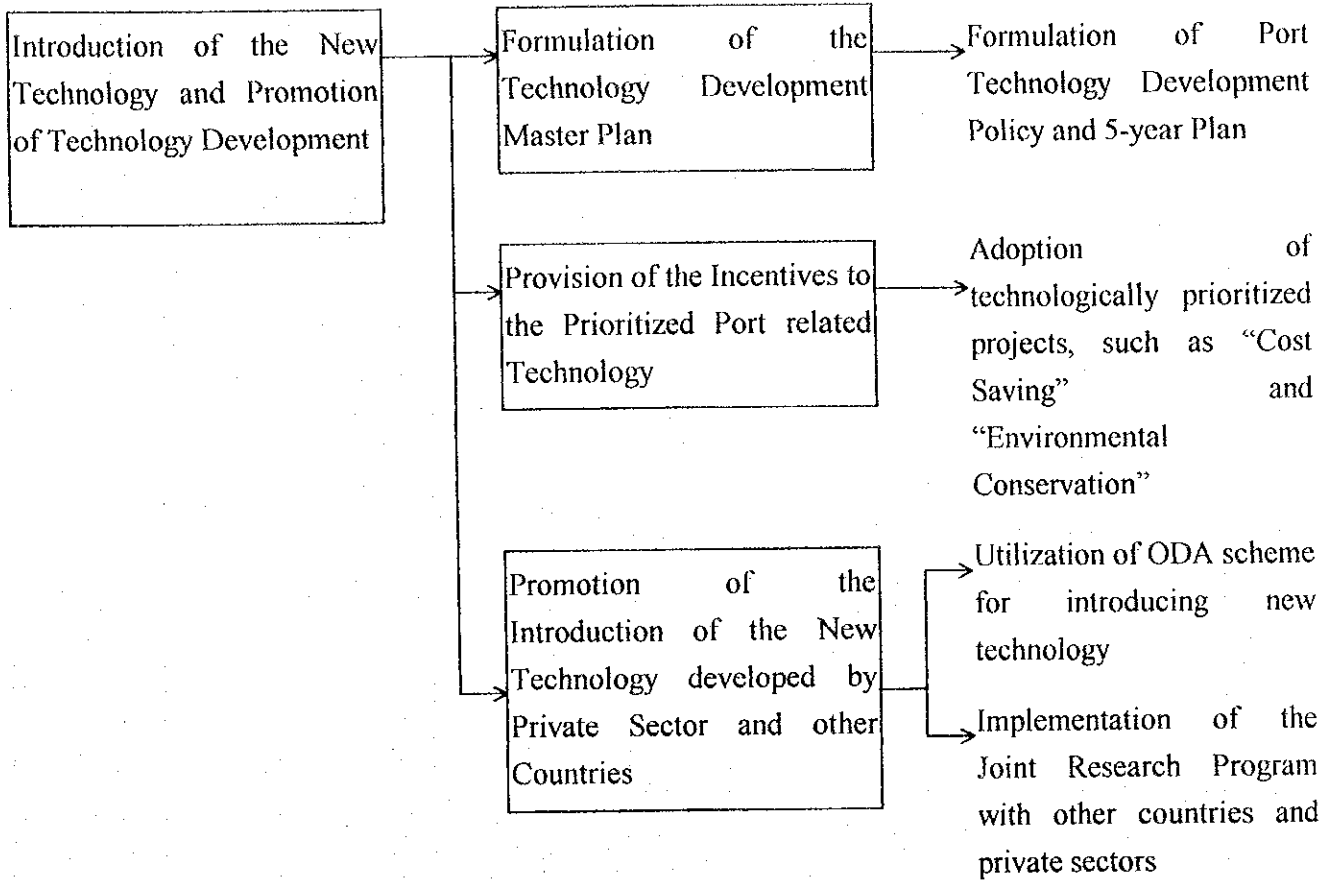 Introduction of the New
Technology and Promotion
of Technology Development
Formulation of the
Technology Development
Master Plan
Formulation of Port
Technology Development
Policy and 5-year Plan
Provision of the Incentives to
the Prioritized Port related
Technology
Adoption of
technologically prioritized
projects, such as “Cost
Saving” and
“Environmental
Conservation”
Promotion of the
Introduction of the New
Technology developed by
Private Sector and other
Countries
Utilization of ODA scheme
for introducing new
technology
Implementation of the
Joint Research Program
with other countries and
private sectors